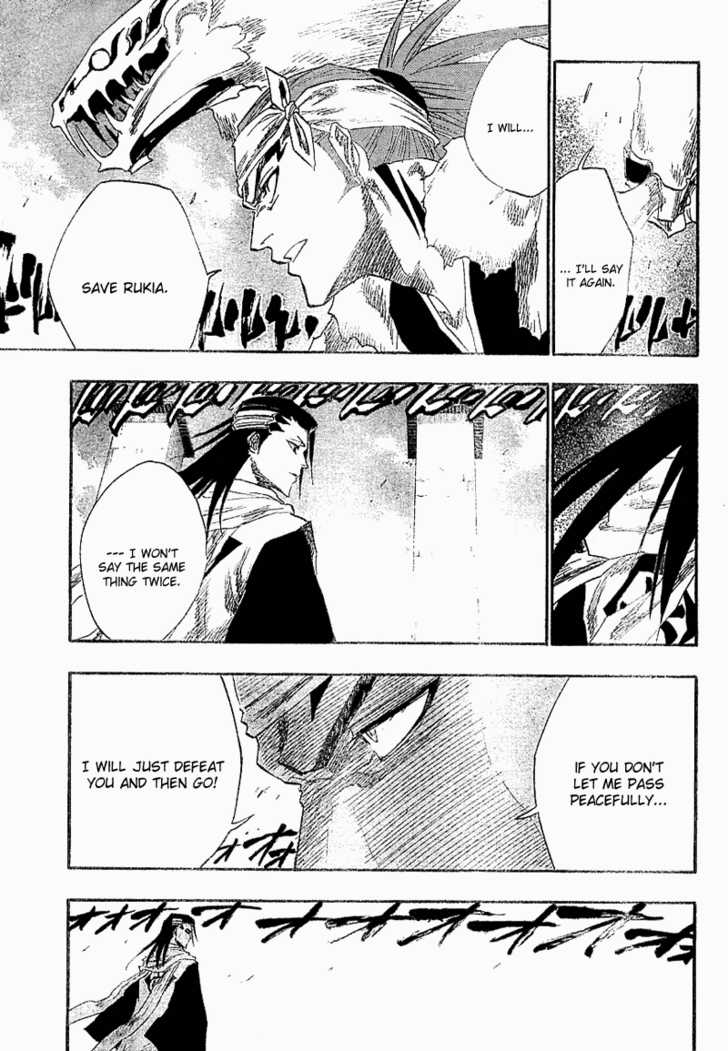 ... I'LL SAY
IT AGAIN.
I WILL...
SAVE RUKIA.
--- I WON'T
SAY THE SAME
THING TWICE.
IF YOU DON'T
LET ME PASS
PEACEFULLY...
I WILL JUST DEFEAT
YOU AND THEN GO!